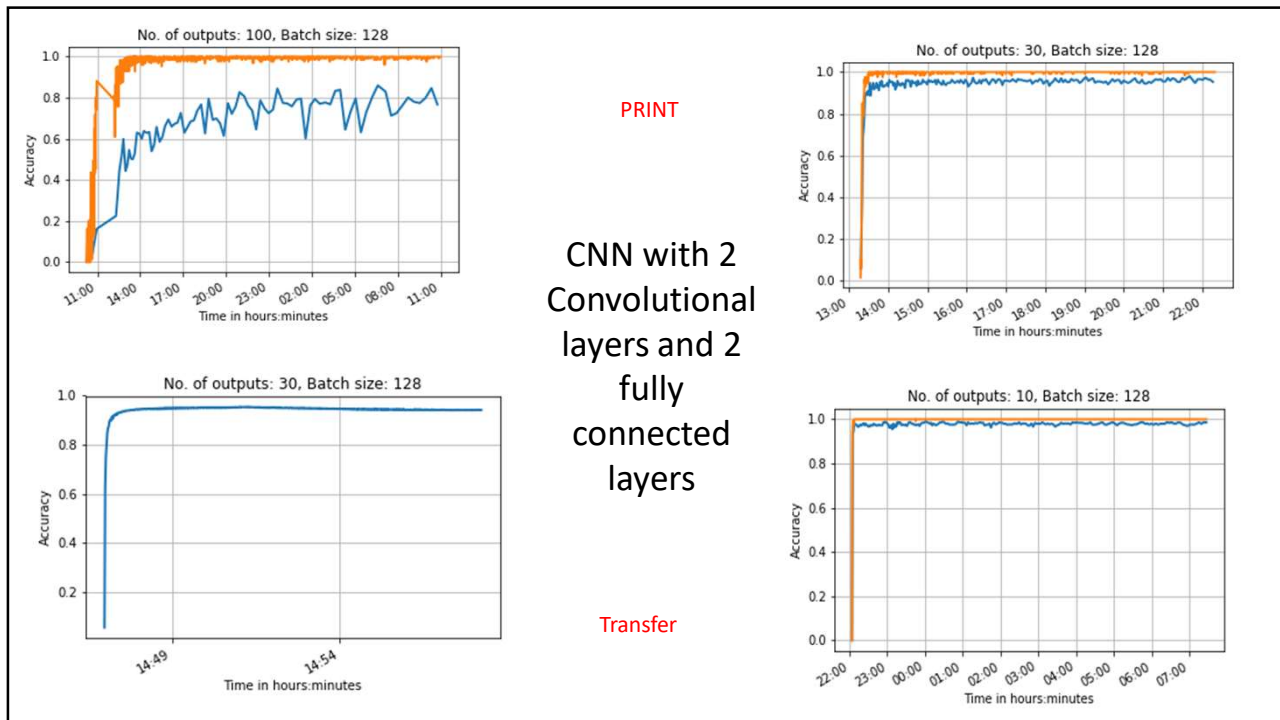 No. of outputs: 100, Batch size: 128
1.0
0.8
0.6
0.4
0.2
0.0
Accuracy
11:00 14:00 17:00 20:00 23:00 02:00 05:00 08:00 11:00
Time in hours:minutes
PRINT
No. of outputs: 30, Batch size: 128
1.0
0.8
0.6
0.4
0.2
0.0
Accuracy
13:00 14:00 15:00 16:00 17:00 18:00 19:00 20:00 21:00 22:00
Time in hours:minutes
CNN with 2
Convolutional
layers and 2
fully
connected
layers
No. of outputs: 30, Batch size: 128
1.0
0.8
0.6
0.4
0.2
Accuracy
14:49 14:54
Time in hours:minutes
Transfer
No. of outputs: 10, Batch size: 128
1.0
0.8
0.6
0.4
0.2
0.0
Accuracy
22:00 23:00 00:00 01:00 02:00 03:00 04:00 05:00 06:00 07:00
Time in hours:minutes